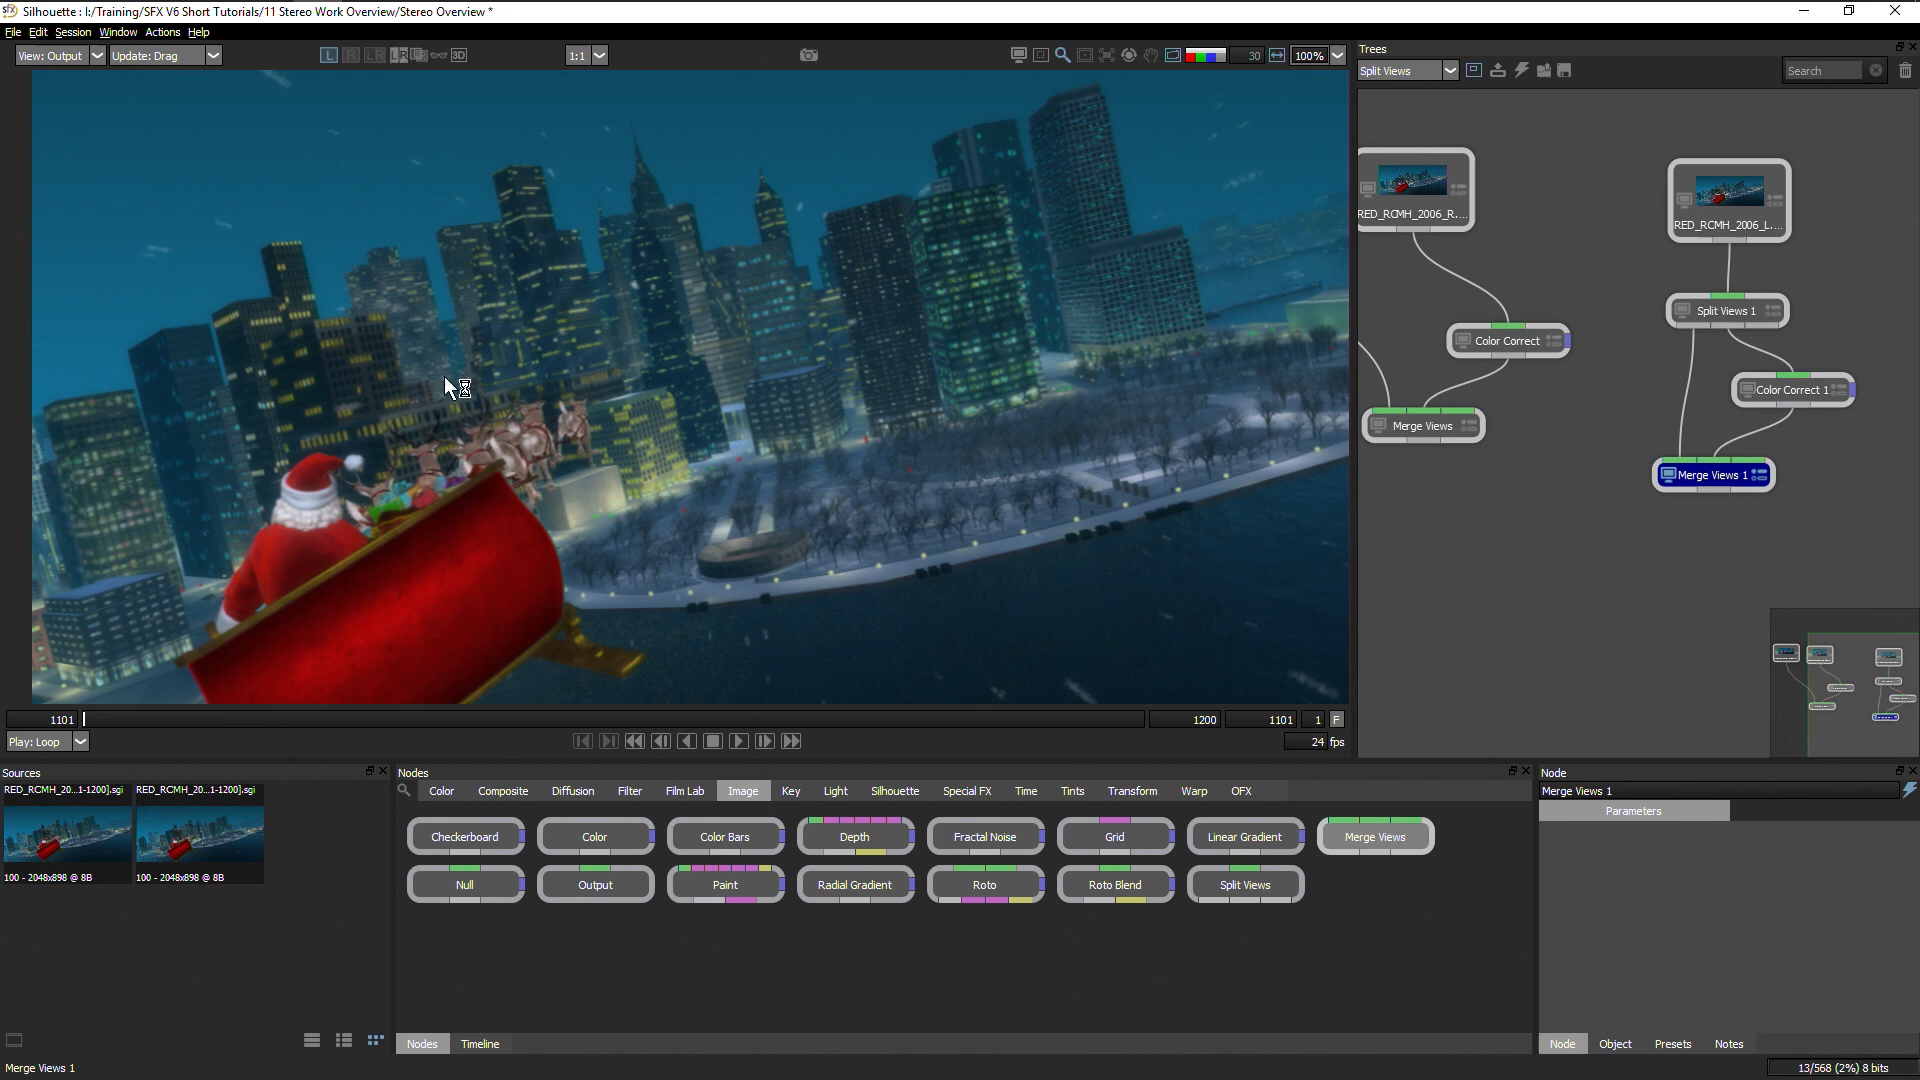 Silhouette : I:/Training/SFX V6 Short Tutorials/11 Stereo Work Overview/Stereo Overview *
File Edit Session Window Actions Help
View: Output Update: Drag L R LR LR 3D 1:1 30 100%
Trees
Split Views Search
RED_RCMH_2006_R....
RED_RCMH_2006_L....
Split Views 1
Color Correct
Color Correct 1
Merge Views
Merge Views 1
1101 1200 1101 1 F
Play: Loop 24 fps
Sources
RED_RCMH_20...1-1200].sgi RED_RCMH_20...1-1200].sgi
100 - 2048x898 @ 8B 100 - 2048x898 @ 8B
Nodes
Color Composite Diffusion Filter Film Lab Image Key Light Silhouette Special FX Time Tints Transform Warp OFX
Checkerboard Color Color Bars Depth Fractal Noise Grid Linear Gradient Merge Views
Null Output Paint Radial Gradient Roto Roto Blend Split Views
Nodes Timeline
Node
Merge Views 1
Parameters
Node Object Presets Notes
Merge Views 1
13/568 (2%) 8 bits